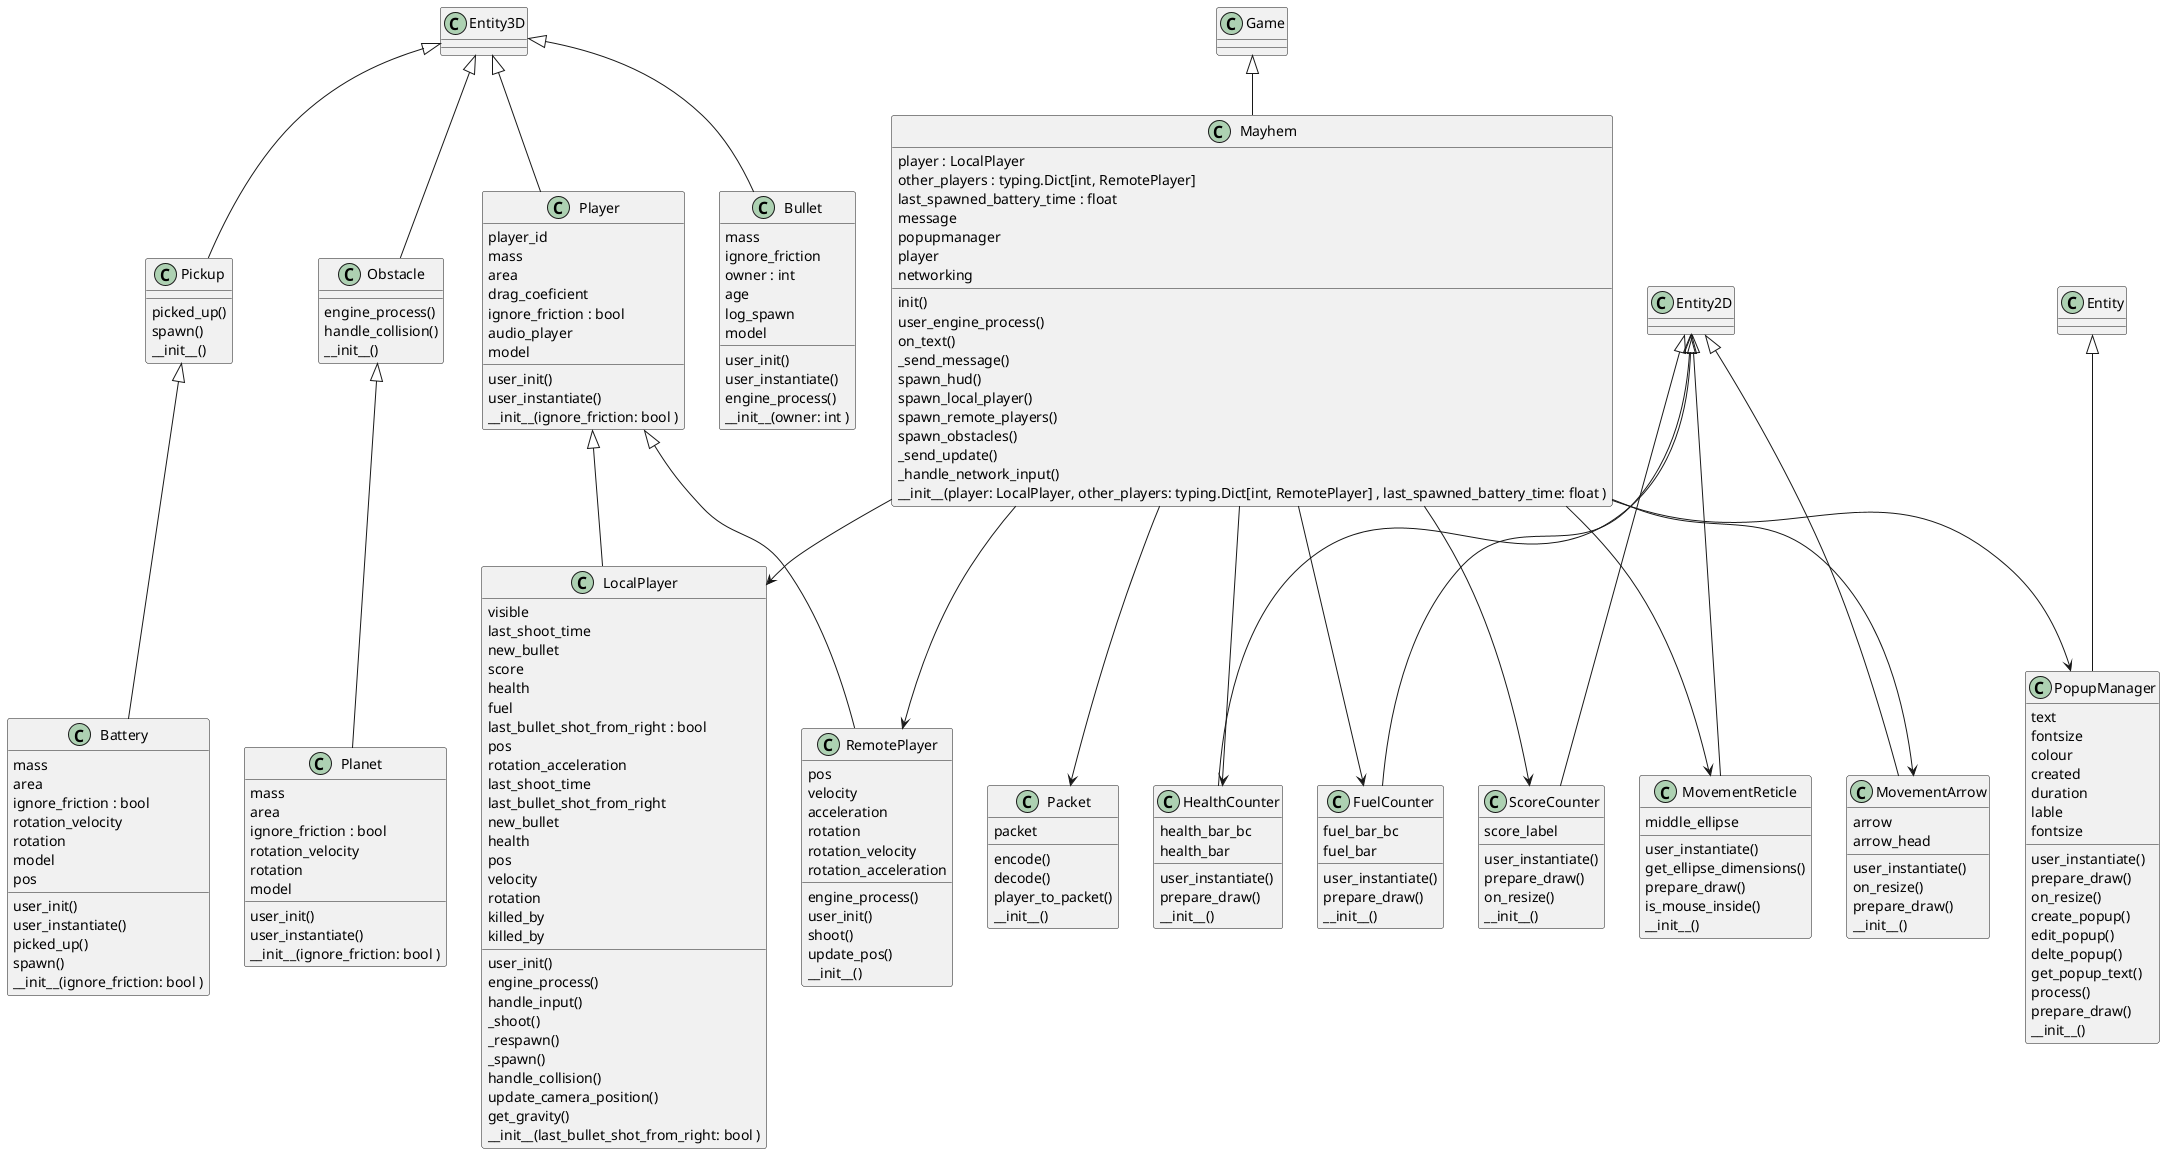 C Entity3D
C Game
C Mayhem
player : LocalPlayer
other_players : typing.Dict[int, RemotePlayer]
last_spawned_battery_time : float
message
popupmanager
player
networking
init()
user_engine_process()
on_text()
_send_message()
spawn_hud()
spawn_local_player()
spawn_remote_players()
spawn_obstacles()
_send_update()
_handle_network_input()
__init__(player: LocalPlayer, other_players: typing.Dict[int, RemotePlayer] , last_spawned_battery_time: float )
C Player
player_id
mass
area
drag_coeficient
ignore_friction : bool
audio_player
model
user_init()
user_instantiate()
__init__(ignore_friction: bool )
C Bullet
mass
ignore_friction
owner : int
age
log_spawn
model
user_init()
user_instantiate()
engine_process()
__init__(owner: int )
C Pickup
picked_up()
spawn()
__init__()
C Obstacle
engine_process()
handle_collision()
__init__()
C Entity2D
C Entity
C Battery
mass
area
ignore_friction : bool
rotation_velocity
rotation
model
pos
user_init()
user_instantiate()
picked_up()
spawn()
__init__(ignore_friction: bool )
C Planet
mass
area
ignore_friction : bool
rotation_velocity
rotation
model
user_init()
user_instantiate()
__init__(ignore_friction: bool )
C LocalPlayer
visible
last_shoot_time
new_bullet
score
health
fuel
last_bullet_shot_from_right : bool
pos
rotation_acceleration
last_shoot_time
last_bullet_shot_from_right
new_bullet
health
pos
velocity
rotation
killed_by
killed_by
user_init()
engine_process()
handle_input()
_shoot()
_respawn()
_spawn()
handle_collision()
update_camera_position()
get_gravity()
__init__(last_bullet_shot_from_right: bool )
C RemotePlayer
pos
velocity
acceleration
rotation
rotation_velocity
rotation_acceleration
engine_process()
user_init()
shoot()
update_pos()
__init__()
C Packet
packet
encode()
decode()
player_to_packet()
__init__()
C HealthCounter
health_bar_bc
health_bar
user_instantiate()
prepare_draw()
__init__()
C FuelCounter
fuel_bar_bc
fuel_bar
user_instantiate()
prepare_draw()
__init__()
C ScoreCounter
score_label
user_instantiate()
prepare_draw()
on_resize()
__init__()
C MovementReticle
middle_ellipse
user_instantiate()
get_ellipse_dimensions()
prepare_draw()
is_mouse_inside()
__init__()
C MovementArrow
arrow
arrow_head
user_instantiate()
on_resize()
prepare_draw()
__init__()
C PopupManager
text
fontsize
colour
created
duration
lable
fontsize
user_instantiate()
prepare_draw()
on_resize()
create_popup()
edit_popup()
delte_popup()
get_popup_text()
process()
prepare_draw()
__init__()